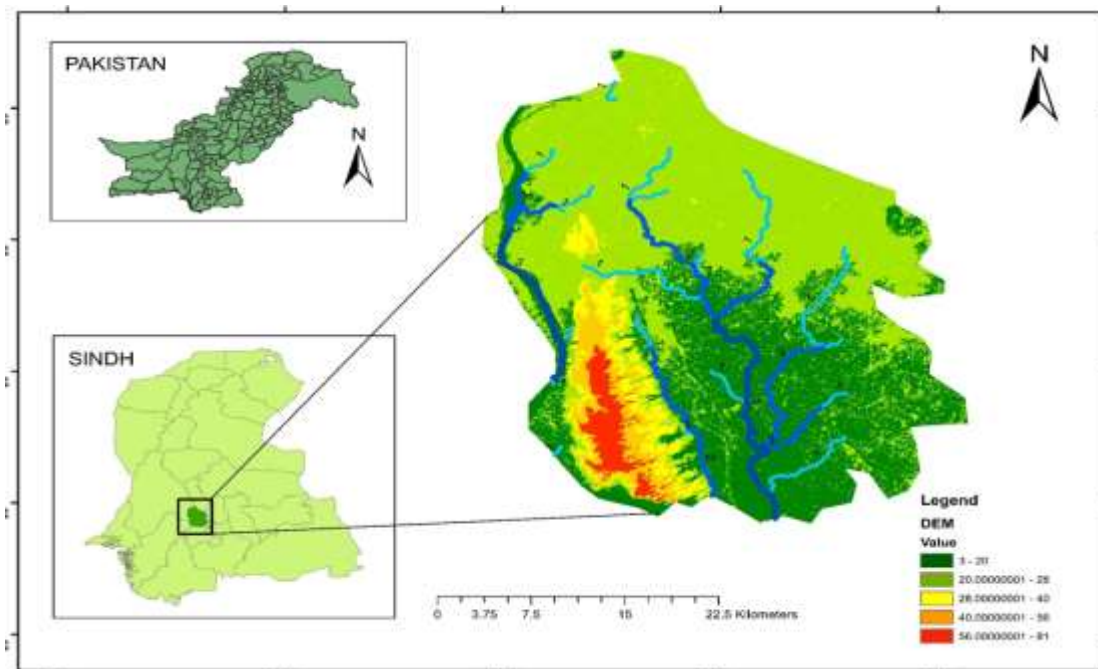 PAKISTAN
N
N
SINDH
Legend
DEM
Value
3 - 20
20.00000001 - 28
28.00000001 - 40
40.00000001 - 56
56.00000001 - 81
0 3.75 7.5 15 22.5 Kilometers